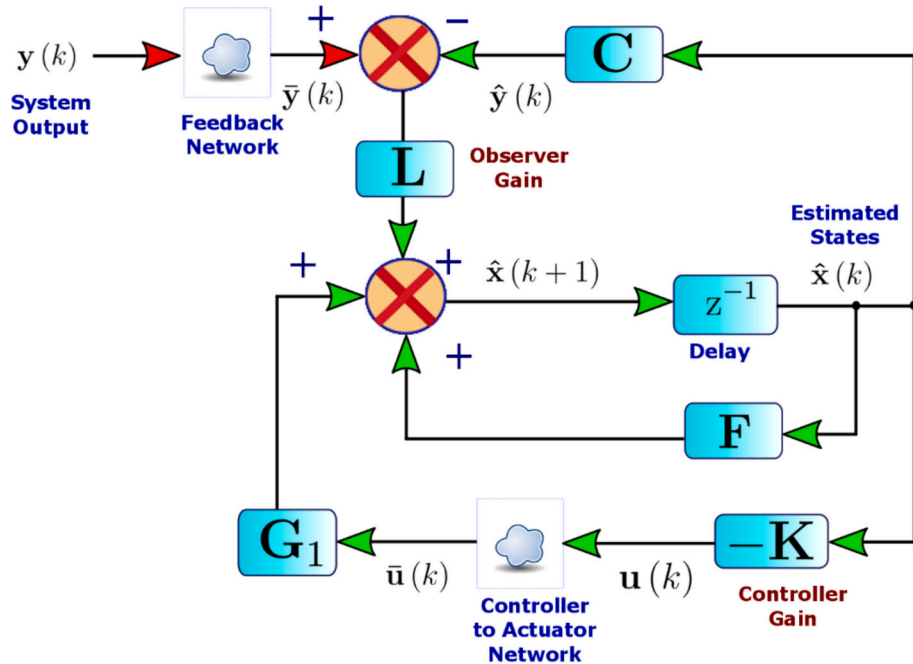 +
−
y (k)
C
ȳ (k)
ŷ (k)
System
Output
Feedback
Network
L
Observer
Gain
Estimated
States
+
+
x̂ (k + 1)
x̂ (k)
z⁻¹
+
Delay
F
G₁
−K
ū (k)
u (k)
Controller
to Actuator
Network
Controller
Gain